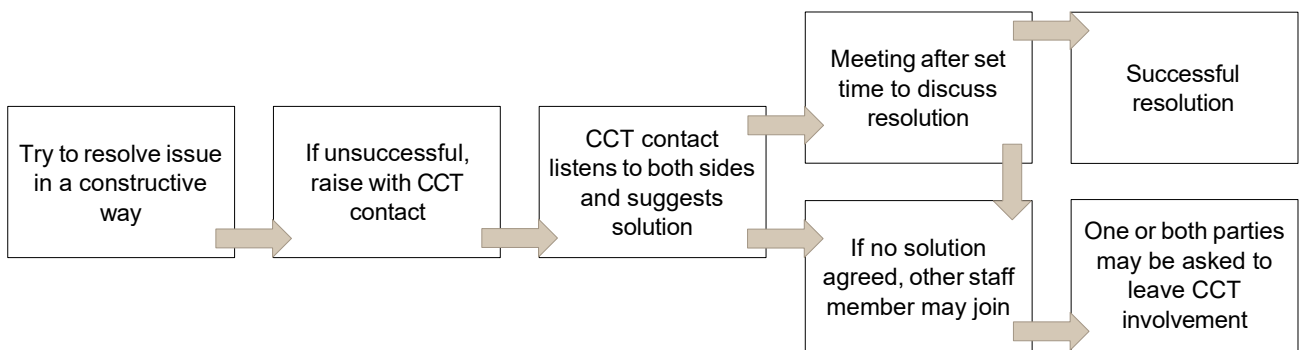 Try to resolve issue
in a constructive
way
If unsuccessful,
raise with CCT
contact
CCT contact
listens to both sides
and suggests
solution
Meeting after set
time to discuss
resolution
Successful
resolution
If no solution
agreed, other staff
member may join
One or both parties
may be asked to
leave CCT
involvement